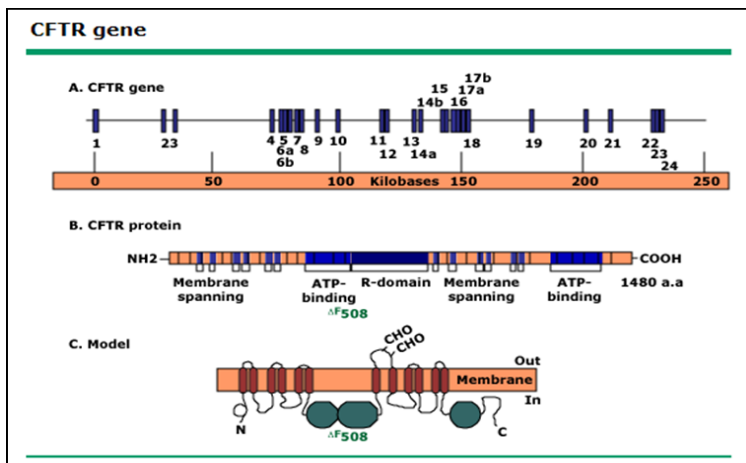 CFTR gene
A. CFTR gene
17b
15 17a
14b 16
1 23 4 5 7 9 10 11 13 18 19 20 21 22
6a 8 12 14a 23
6b 24
0 50 100 Kilobases 150 200 250
B. CFTR protein
NH2 COOH
Membrane spanning ATP-binding R-domain Membrane spanning ATP-binding 1480 a.a
ΔF508
C. Model
CHO
CHO
Out
Membrane
In
N C
ΔF508